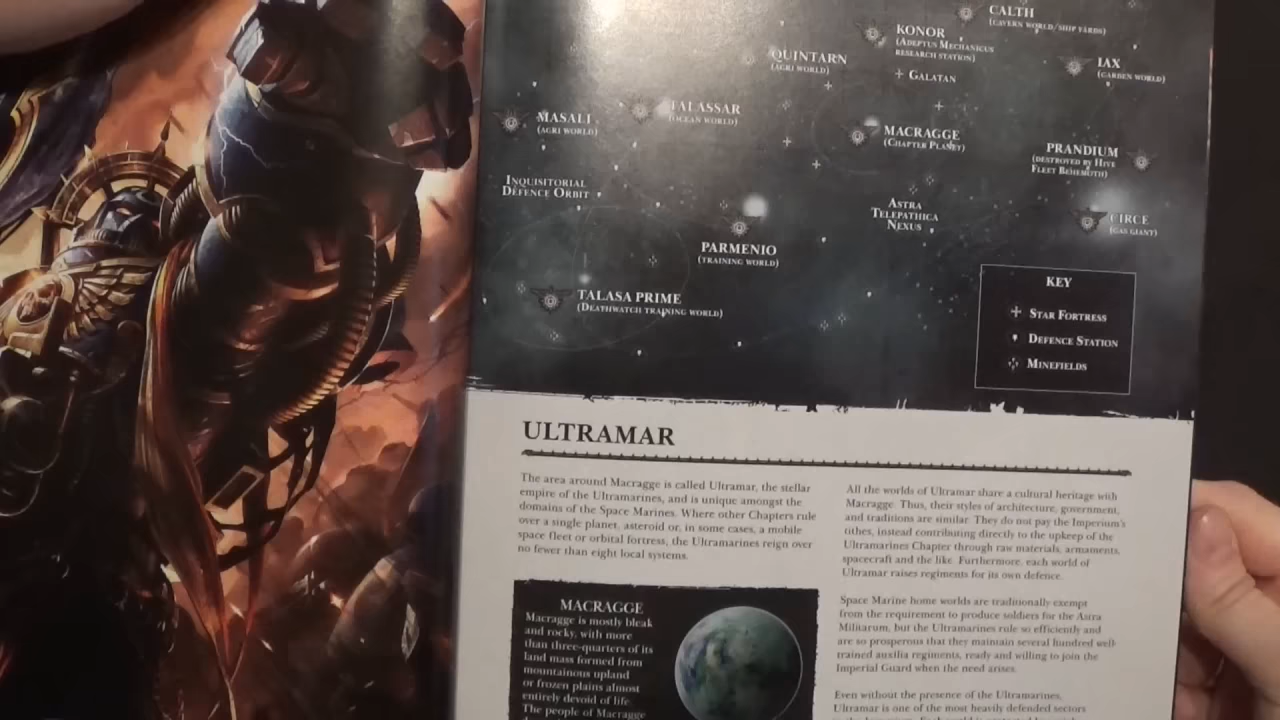 CALTH
(CAVERN WORLD/SHIP YARDS)
KONOR
(ADEPTUS MECHANICUS
RESEARCH STATION)
QUINTARN
(AGRI WORLD)
IAX
(GARDEN WORLD)
GALATAN
MASALI
(AGRI WORLD)
TALASSAR
(OCEAN WORLD)
MACRAGGE
(CHAPTER PLANET)
PRANDIUM
(DESTROYED BY HIVE
FLEET BEHEMOTH)
INQUISITORIAL
DEFENCE ORBIT
ASTRA
TELEPATHICA
NEXUS
CIRCE
(GAS GIANT)
PARMENIO
(TRAINING WORLD)
TALASA PRIME
(DEATHWATCH TRAINING WORLD)
KEY
STAR FORTRESS
DEFENCE STATION
MINEFIELDS
ULTRAMAR
The area around Macragge is called Ultramar, the stellar
empire of the Ultramarines, and is unique amongst the
domains of the Space Marines. Where other Chapters rule
over a single planet, asteroid or, in some cases, a mobile
space fleet or orbital fortress, the Ultramarines reign over
no fewer than eight local systems.
MACRAGGE
Macragge is mostly bleak
and rocky, with more
than three-quarters of its
land mass formed from
mountainous upland
or frozen plains almost
entirely devoid of life.
The people of Macragge
All the worlds of Ultramar share a cultural heritage with
Macragge. Thus, their styles of architecture, government,
and traditions are similar. They do not pay the Imperium's
tithes, instead contributing directly to the upkeep of the
Ultramarines Chapter through raw materials, armaments,
spacecraft and the like. Furthermore, each world of
Ultramar raises regiments for its own defence.
Space Marine home worlds are traditionally exempt
from the requirement to produce soldiers for the Astra
Militarum, but the Ultramarines rule so efficiently and
are so prosperous that they maintain several hundred well-
trained auxilia regiments, ready and willing to join the
Imperial Guard when the need arises.
Even without the presence of the Ultramarines,
Ultramar is one of the most heavily defended sectors